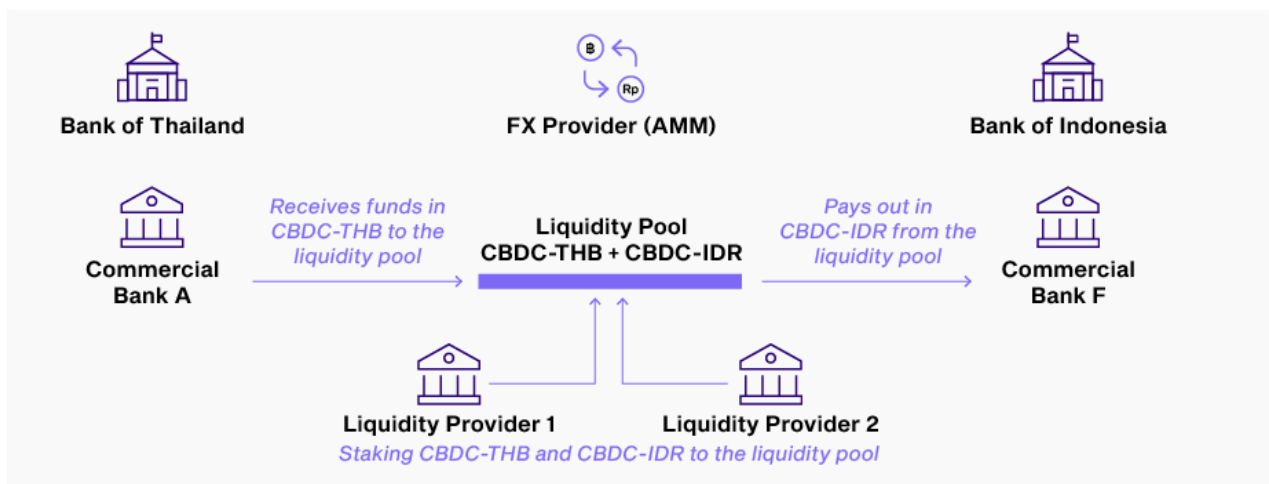 ฿
Rp
Bank of Thailand
FX Provider (AMM)
Bank of Indonesia
Receives funds in
CBDC-THB to the
liquidity pool
Liquidity Pool
CBDC-THB + CBDC-IDR
Pays out in
CBDC-IDR from the
liquidity pool
Commercial
Bank A
Commercial
Bank F
Liquidity Provider 1
Liquidity Provider 2
Staking CBDC-THB and CBDC-IDR to the liquidity pool